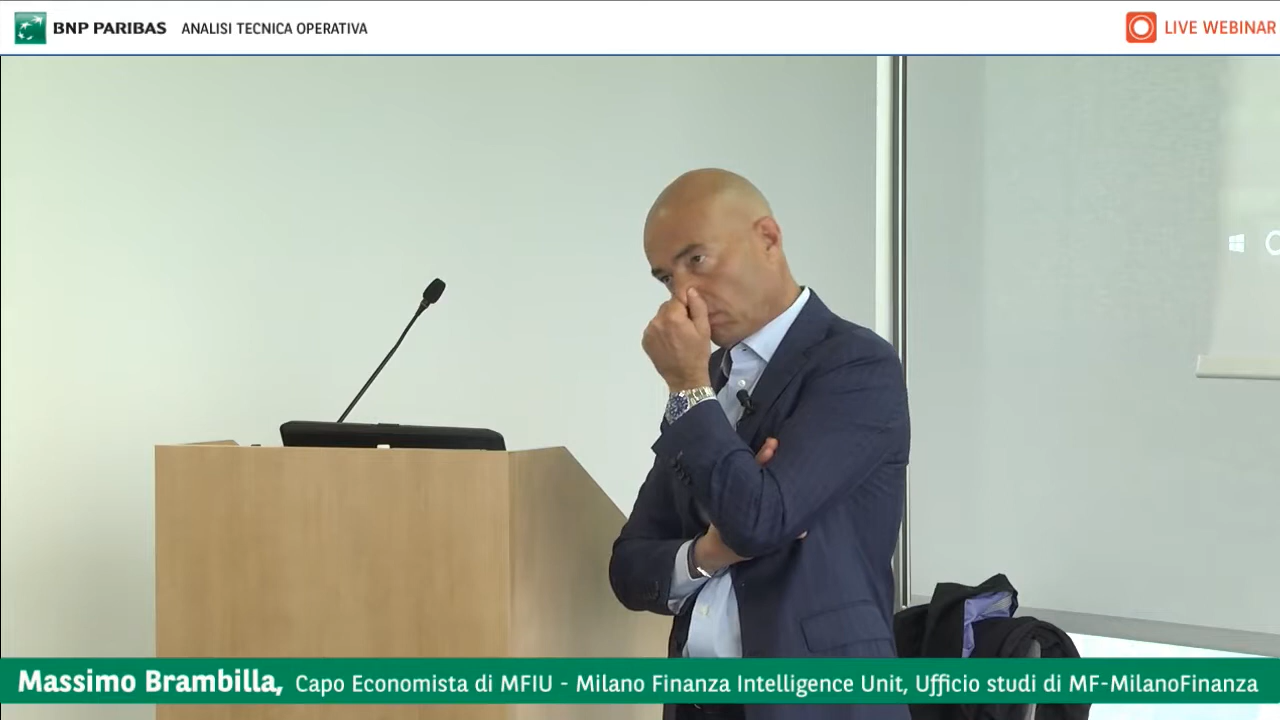 BNP PARIBAS ANALISI TECNICA OPERATIVA
LIVE WEBINAR
Massimo Brambilla, Capo Economista di MFIU - Milano Finanza Intelligence Unit, Ufficio studi di MF-MilanoFinanza